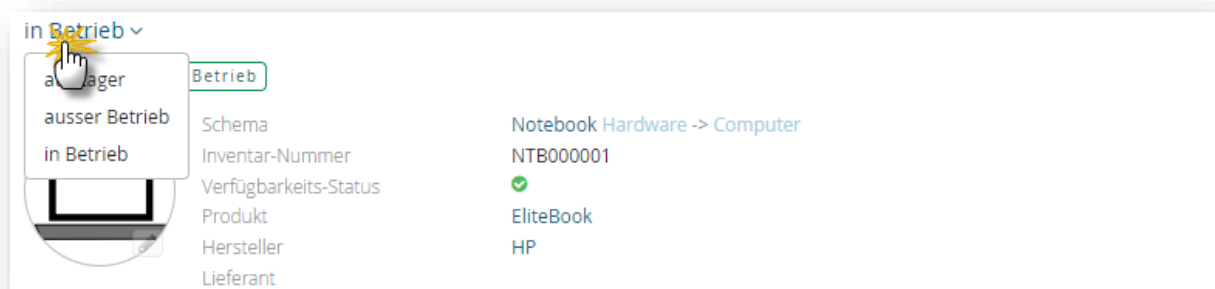 in Betrieb
Betrieb
ausser Betrieb
in Betrieb
Schema Notebook Hardware -> Computer
Inventar-Nummer NTB000001
Verfügbarkeits-Status
Produkt EliteBook
Hersteller HP
Lieferant